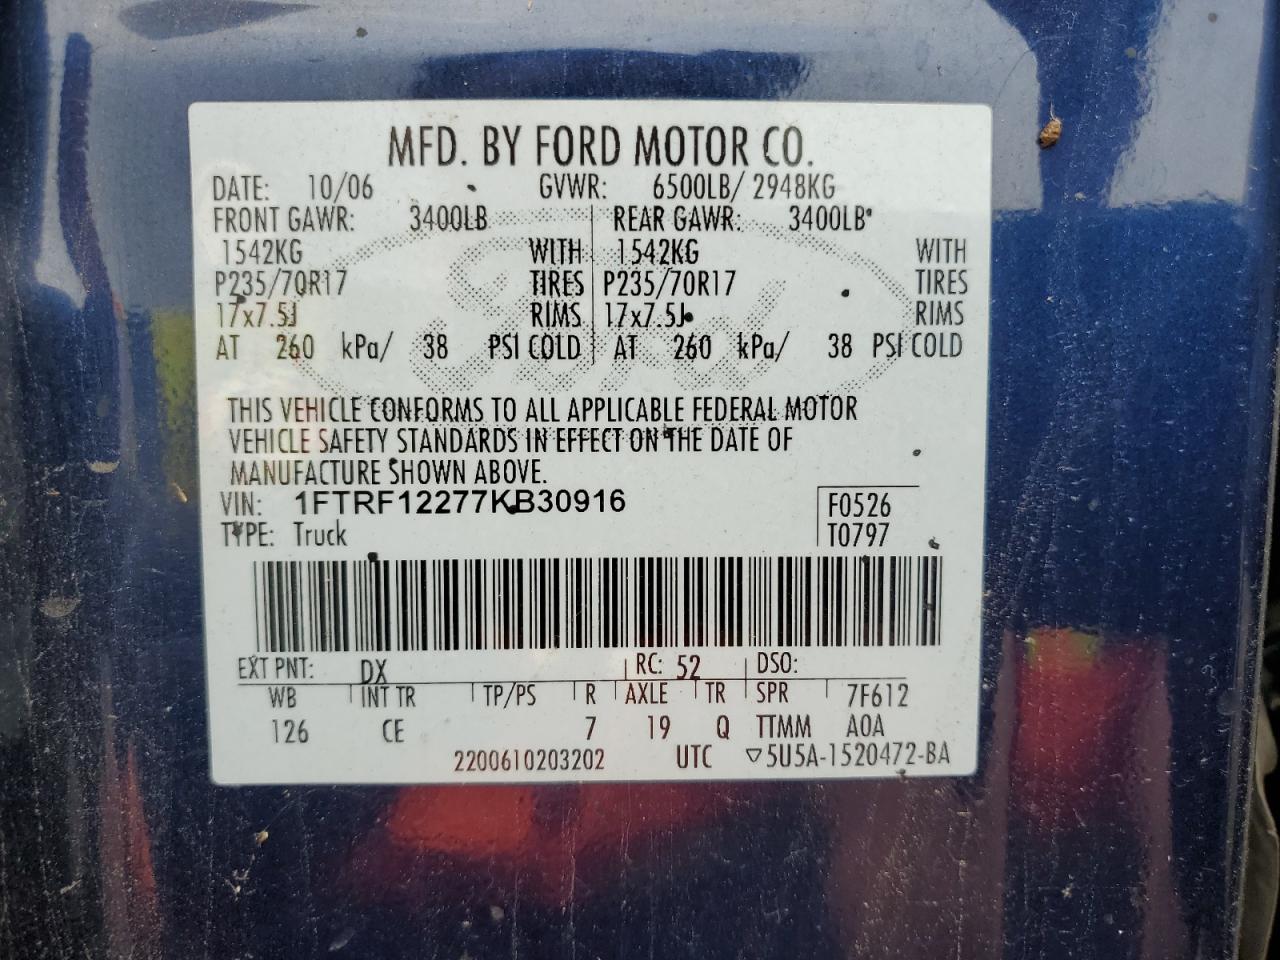 MFD. BY FORD MOTOR CO.
DATE: 10/06 GVWR: 6500LB/ 2948KG
FRONT GAWR: 3400LB REAR GAWR: 3400LB
1542KG WITH 1542KG WITH
P235/70R17 TIRES P235/70R17 TIRES
17x7.5J RIMS 17x7.5J RIMS
AT 260 kPa/ 38 PSI COLD AT 260 kPa/ 38 PSI COLD
THIS VEHICLE CONFORMS TO ALL APPLICABLE FEDERAL MOTOR
VEHICLE SAFETY STANDARDS IN EFFECT ON THE DATE OF
MANUFACTURE SHOWN ABOVE.
VIN: 1FTRF12277KB30916 F0526
TYPE: Truck T0797
EXT PNT: DX RC: 52 DSO:
WB INT TR TP/PS R AXLE TR SPR 7F612
126 CE 7 19 Q TTMM A0A
2200610203202 UTC ▽5U5A-1520472-BA